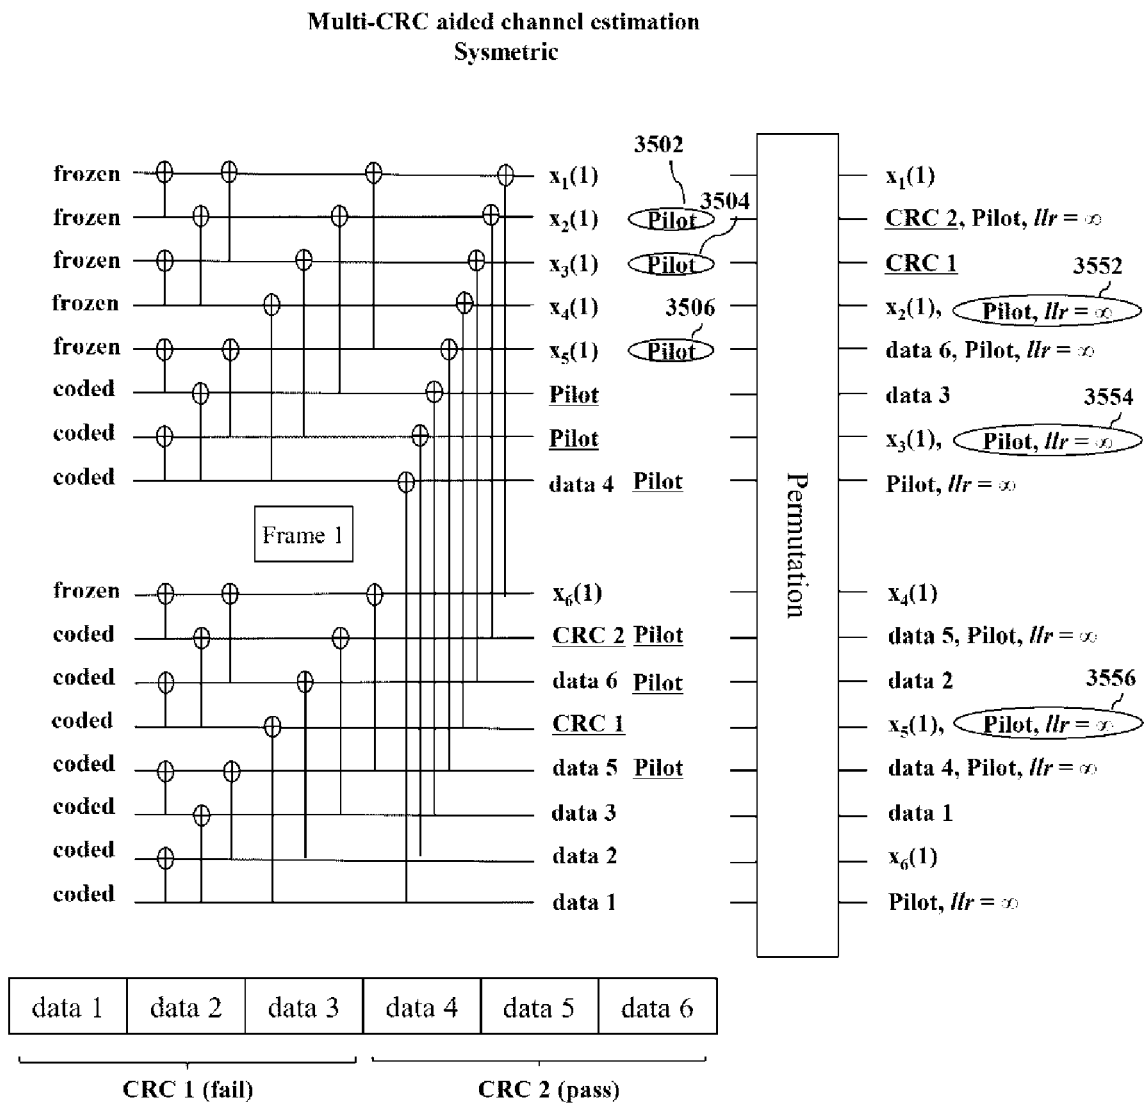 Multi-CRC aided channel estimation
Sysmetric
3502
frozen x₁(1) x₁(1)
3504
frozen x₂(1) Pilot CRC 2, Pilot, llr = ∞
frozen x₃(1) Pilot CRC 1
3552
frozen x₄(1) x₂(1), Pilot, llr = ∞
3506
frozen x₅(1) Pilot data 6, Pilot, llr = ∞
coded Pilot data 3
3554
coded Pilot x₃(1), Pilot, llr = ∞
coded data 4 Pilot Pilot, llr = ∞
Permutation
Frame 1
frozen x₆(1) x₄(1)
coded CRC 2 Pilot data 5, Pilot, llr = ∞
coded data 6 Pilot data 2
3556
coded CRC 1 x₅(1), Pilot, llr = ∞
coded data 5 Pilot data 4, Pilot, llr = ∞
coded data 3 data 1
coded data 2 x₆(1)
coded data 1 Pilot, llr = ∞
data 1 data 2 data 3 data 4 data 5 data 6
CRC 1 (fail) CRC 2 (pass)